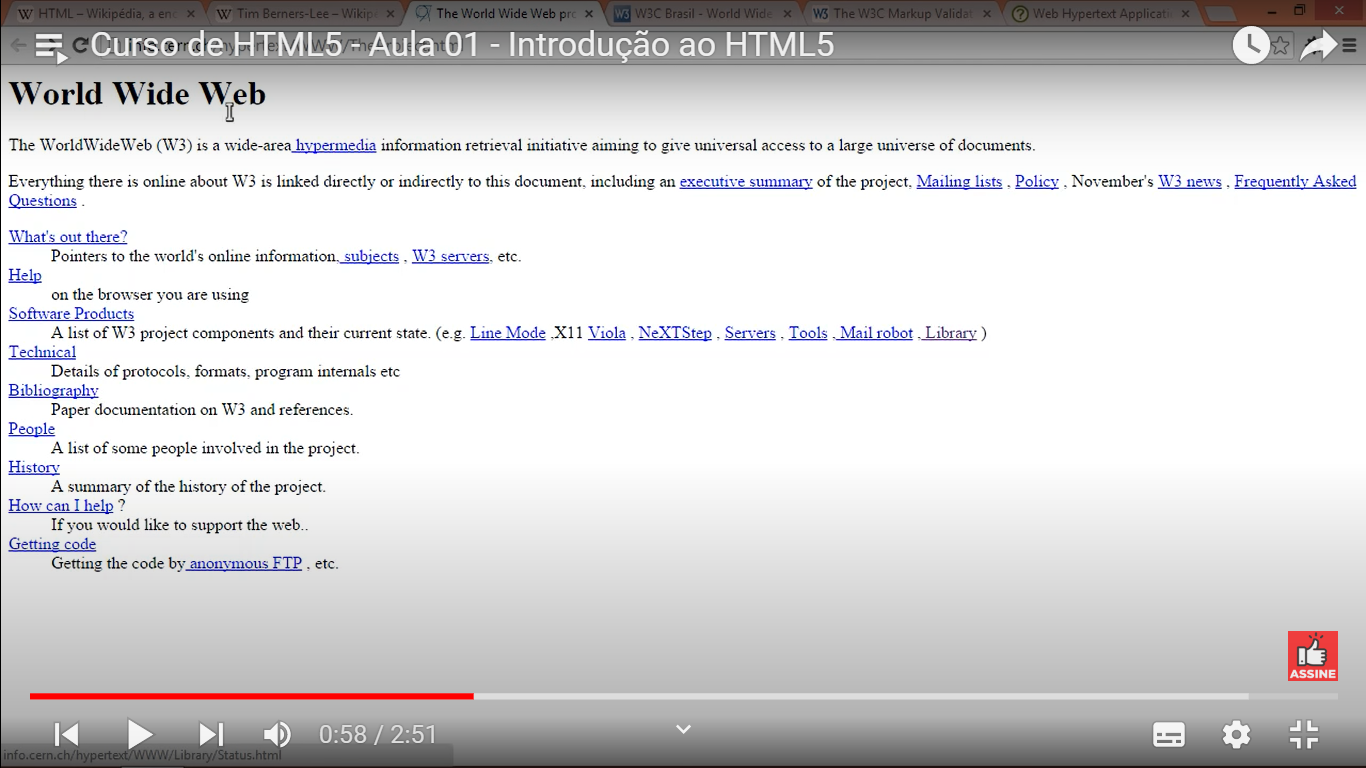 HTML – Wikipédia, a enc
Tim Berners-Lee – Wikipe
The World Wide Web pro
W3C Brasil - World Wide
The W3C Markup Validat
Web Hypertext Applicati
Curso de HTML5 - Aula 01 - Introdução ao HTML5
World Wide Web
The WorldWideWeb (W3) is a wide-area hypermedia information retrieval initiative aiming to give universal access to a large universe of documents.
Everything there is online about W3 is linked directly or indirectly to this document, including an executive summary of the project, Mailing lists , Policy , November's W3 news , Frequently Asked
Questions .
What's out there?
Pointers to the world's online information, subjects , W3 servers, etc.
Help
on the browser you are using
Software Products
A list of W3 project components and their current state. (e.g. Line Mode ,X11 Viola , NeXTStep , Servers , Tools , Mail robot , Library )
Technical
Details of protocols, formats, program internals etc
Bibliography
Paper documentation on W3 and references.
People
A list of some people involved in the project.
History
A summary of the history of the project.
How can I help ?
If you would like to support the web..
Getting code
Getting the code by anonymous FTP , etc.
ASSINE
0:58 / 2:51
info.cern.ch/hypertext/WWW/Library/Status.html